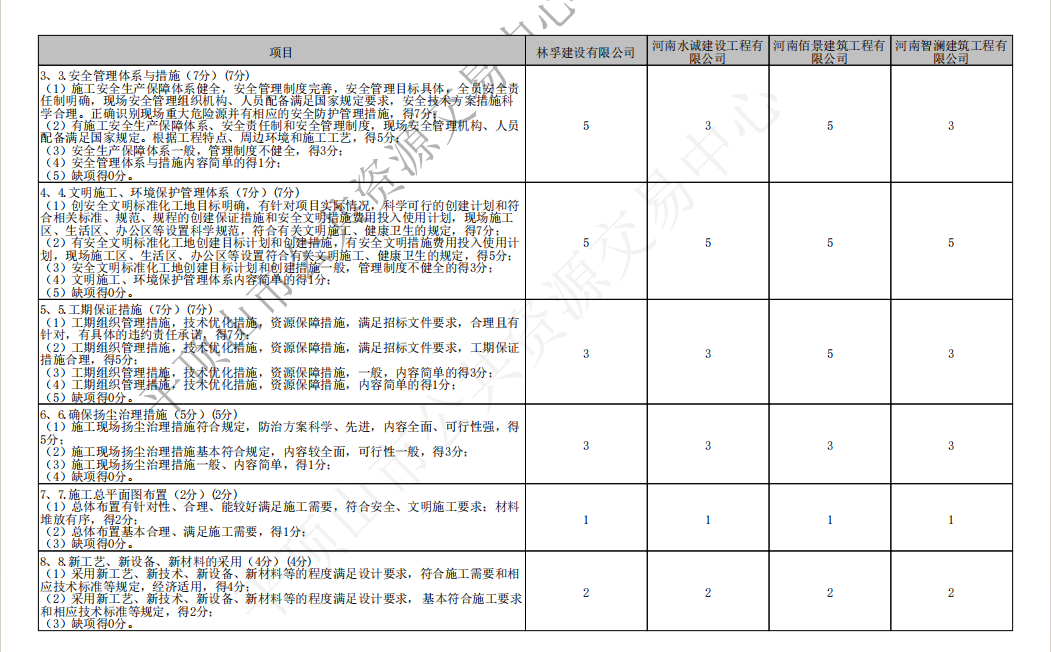 项目
林孚建设有限公司
河南水诚建设工程有
限公司
河南佰景建筑工程有
限公司
河南智澜建筑工程有
限公司
3、3.安全管理体系与措施（7分）(7分)
（1）施工安全生产保障体系健全，安全管理制度完善，安全管理目标具体，全员安全责
任制明确，现场安全管理组织机构、人员配备满足国家规定要求，安全技术方案措施科
学合理。正确识别现场重大危险源并有相应的安全防护管理措施，得7分；
（2）有施工安全生产保障体系、安全责任制和安全管理制度，现场安全管理机构、人员
配备满足国家规定。根据工程特点、周边环境和施工工艺，得5分；
（3）安全生产保障体系一般，管理制度不健全，得3分；
（4）安全管理体系与措施内容简单的得1分；
（5）缺项得0分。
5
3
5
3
4、4.文明施工、环境保护管理体系（7分）(7分)
（1）创安全文明标准化工地目标明确，有针对项目实际情况，科学可行的创建计划和符
合相关标准、规范、规程的创建保证措施和安全文明措施费用投入使用计划，现场施工
区、生活区、办公区等设置科学规范，符合有关文明施工、健康卫生的规定，得7分；
（2）有安全文明标准化工地创建目标计划和创建措施，有安全文明措施费用投入使用计
划，现场施工区、生活区、办公区等设置符合有关文明施工、健康卫生的规定，得5分；
（3）安全文明标准化工地创建目标计划和创建措施一般，管理制度不健全的得3分；
（4）文明施工、环境保护管理体系内容简单的得1分；
（5）缺项得0分。
5
5
5
5
5、5.工期保证措施（7分）(7分)
（1）工期组织管理措施，技术优化措施，资源保障措施，满足招标文件要求，合理且有
针对，有具体的违约责任承诺，得7分；
（2）工期组织管理措施，技术优化措施，资源保障措施，满足招标文件要求，工期保证
措施合理，得5分；
（3）工期组织管理措施，技术优化措施，资源保障措施，一般，内容简单的得3分；
（4）工期组织管理措施，技术优化措施，资源保障措施，内容简单的得1分；
（5）缺项得0分。
3
3
5
3
6、6.确保扬尘治理措施（5分）(5分)
（1）施工现场扬尘治理措施符合规定，防治方案科学、先进，内容全面、可行性强，得
5分；
（2）施工现场扬尘治理措施基本符合规定，内容较全面，可行性一般，得3分；
（3）施工现场扬尘治理措施一般、内容简单，得1分；
（4）缺项得0分。
3
3
3
3
7、7.施工总平面图布置（2分）(2分)
（1）总体布置有针对性、合理、能较好满足施工需要，符合安全、文明施工要求；材料
堆放有序，得2分；
（2）总体布置基本合理、满足施工需要，得1分；
（3）缺项得0分。
1
1
1
1
8、8.新工艺、新设备、新材料的采用（4分）(4分)
（1）采用新工艺、新技术、新设备、新材料等的程度满足设计要求，符合施工需要和相
应技术标准等规定，经济适用，得4分；
（2）采用新工艺、新技术、新设备、新材料等的程度满足设计要求， 基本符合施工要求
和相应技术标准等规定，得2分；
（3）缺项得0分。
2
2
2
2
平顶山市公共资源交易中心
平顶山市公共资源交易中心